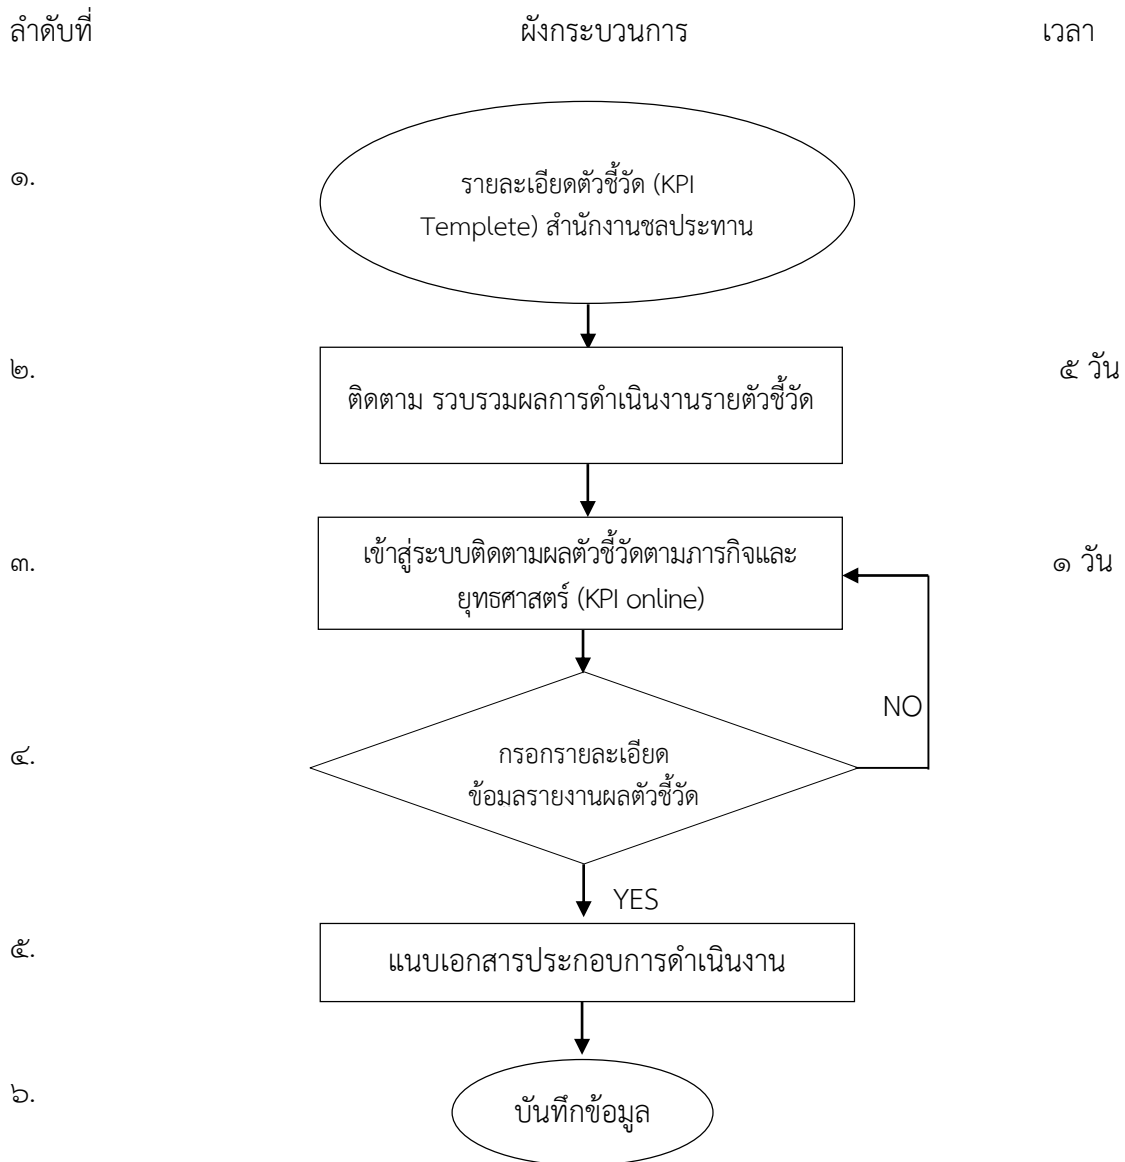 ลำดับที่ ผังกระบวนการ เวลา
๑. รายละเอียดตัวชี้วัด (KPI
Templete) สำนักงานชลประทาน
๒. ๕ วัน
ติดตาม รวบรวมผลการดำเนินงานรายตัวชี้วัด
เข้าสู่ระบบติดตามผลตัวชี้วัดตามภารกิจและ
๓. ๑ วัน
ยุทธศาสตร์ (KPI online)
NO
๔. กรอกรายละเอียด
ข้อมลรายงานผลตัวชี้วัด
YES
๕. แนบเอกสารประกอบการดำเนินงาน
๖. บันทึกข้อมูล